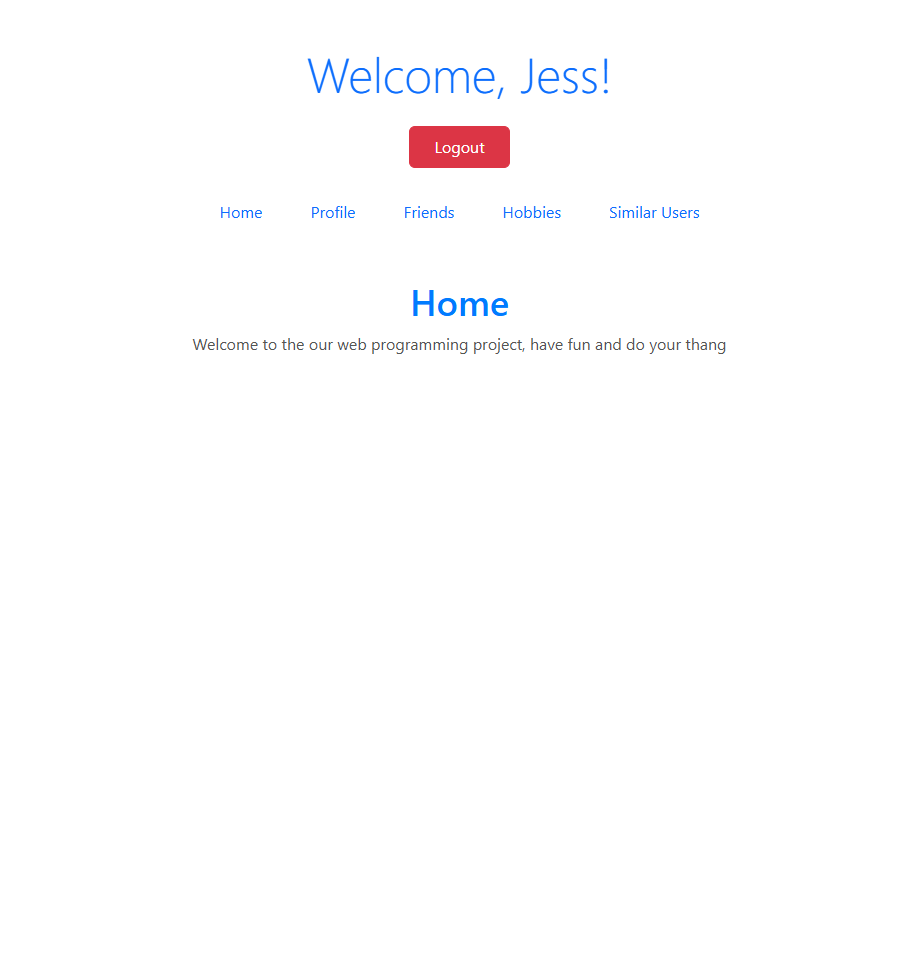 Welcome, Jess!
Logout
Home Profile Friends Hobbies Similar Users
Home
Welcome to the our web programming project, have fun and do your thang